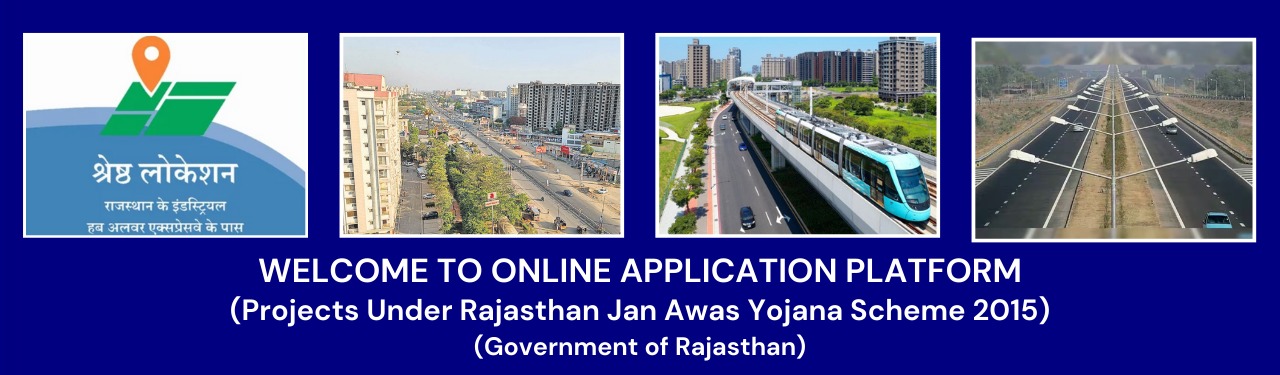 श्रेष्ठ लोकेशन
राजस्थान के इंडस्ट्रियल
हब अलवर एक्सप्रेसवे के पास
WELCOME TO ONLINE APPLICATION PLATFORM
(Projects Under Rajasthan Jan Awas Yojana Scheme 2015)
(Government of Rajasthan)